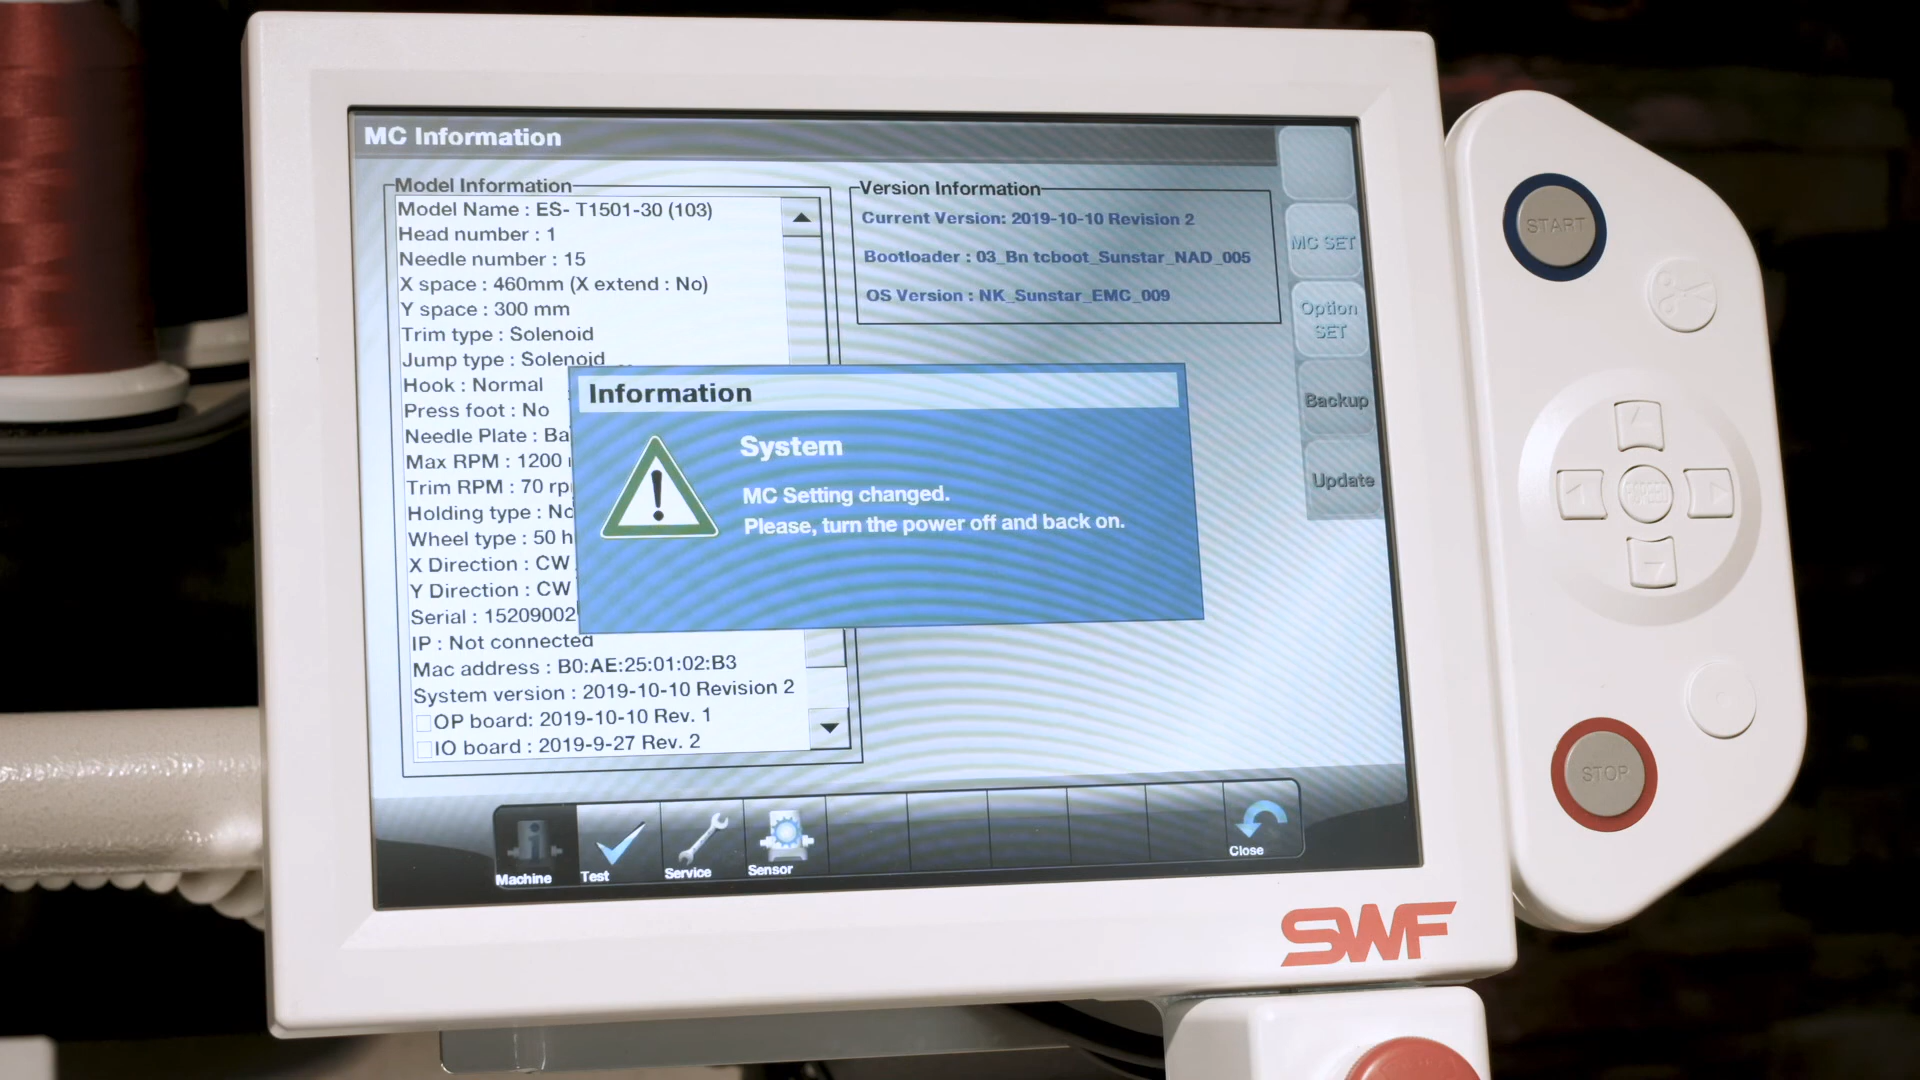 MC Information
Model Information
Model Name : ES- T1501-30 (103)
Head number : 1
Needle number : 15
X space : 460mm (X extend : No)
Y space : 300 mm
Trim type : Solenoid
Jump type : Solenoid
Hook : Normal
Press foot : No
Needle Plate : Ba
Max RPM : 1200
Trim RPM : 70 rp
Holding type : No
Wheel type : 50 h
X Direction : CW
Y Direction : CW
Serial : 15209002
IP : Not connected
Mac address : B0:AE:25:01:02:B3
System version : 2019-10-10 Revision 2
OP board: 2019-10-10 Rev. 1
IO board : 2019-9-27 Rev. 2
Version Information
Current Version: 2019-10-10 Revision 2
Bootloader : 03_Bn tcboot_Sunstar_NAD_005
OS Version : NK_Sunstar_EMC_009
Information
System
MC Setting changed.
Please, turn the power off and back on.
MC SET
Option
SET
Backup
Update
Machine
Test
Service
Sensor
Close
START
STOP
SWF